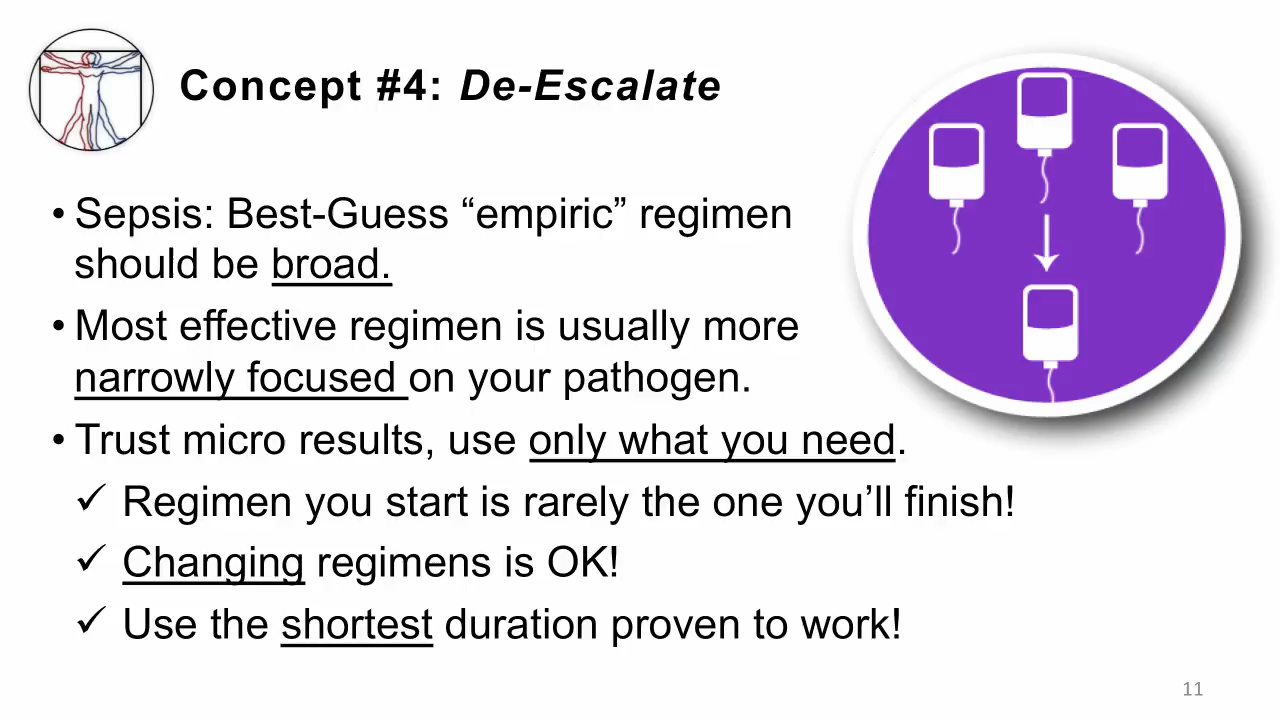 Concept #4: De-Escalate
• Sepsis: Best-Guess “empiric” regimen
should be broad.
• Most effective regimen is usually more
narrowly focused on your pathogen.
• Trust micro results, use only what you need.
✓ Regimen you start is rarely the one you’ll finish!
✓ Changing regimens is OK!
✓ Use the shortest duration proven to work!
11